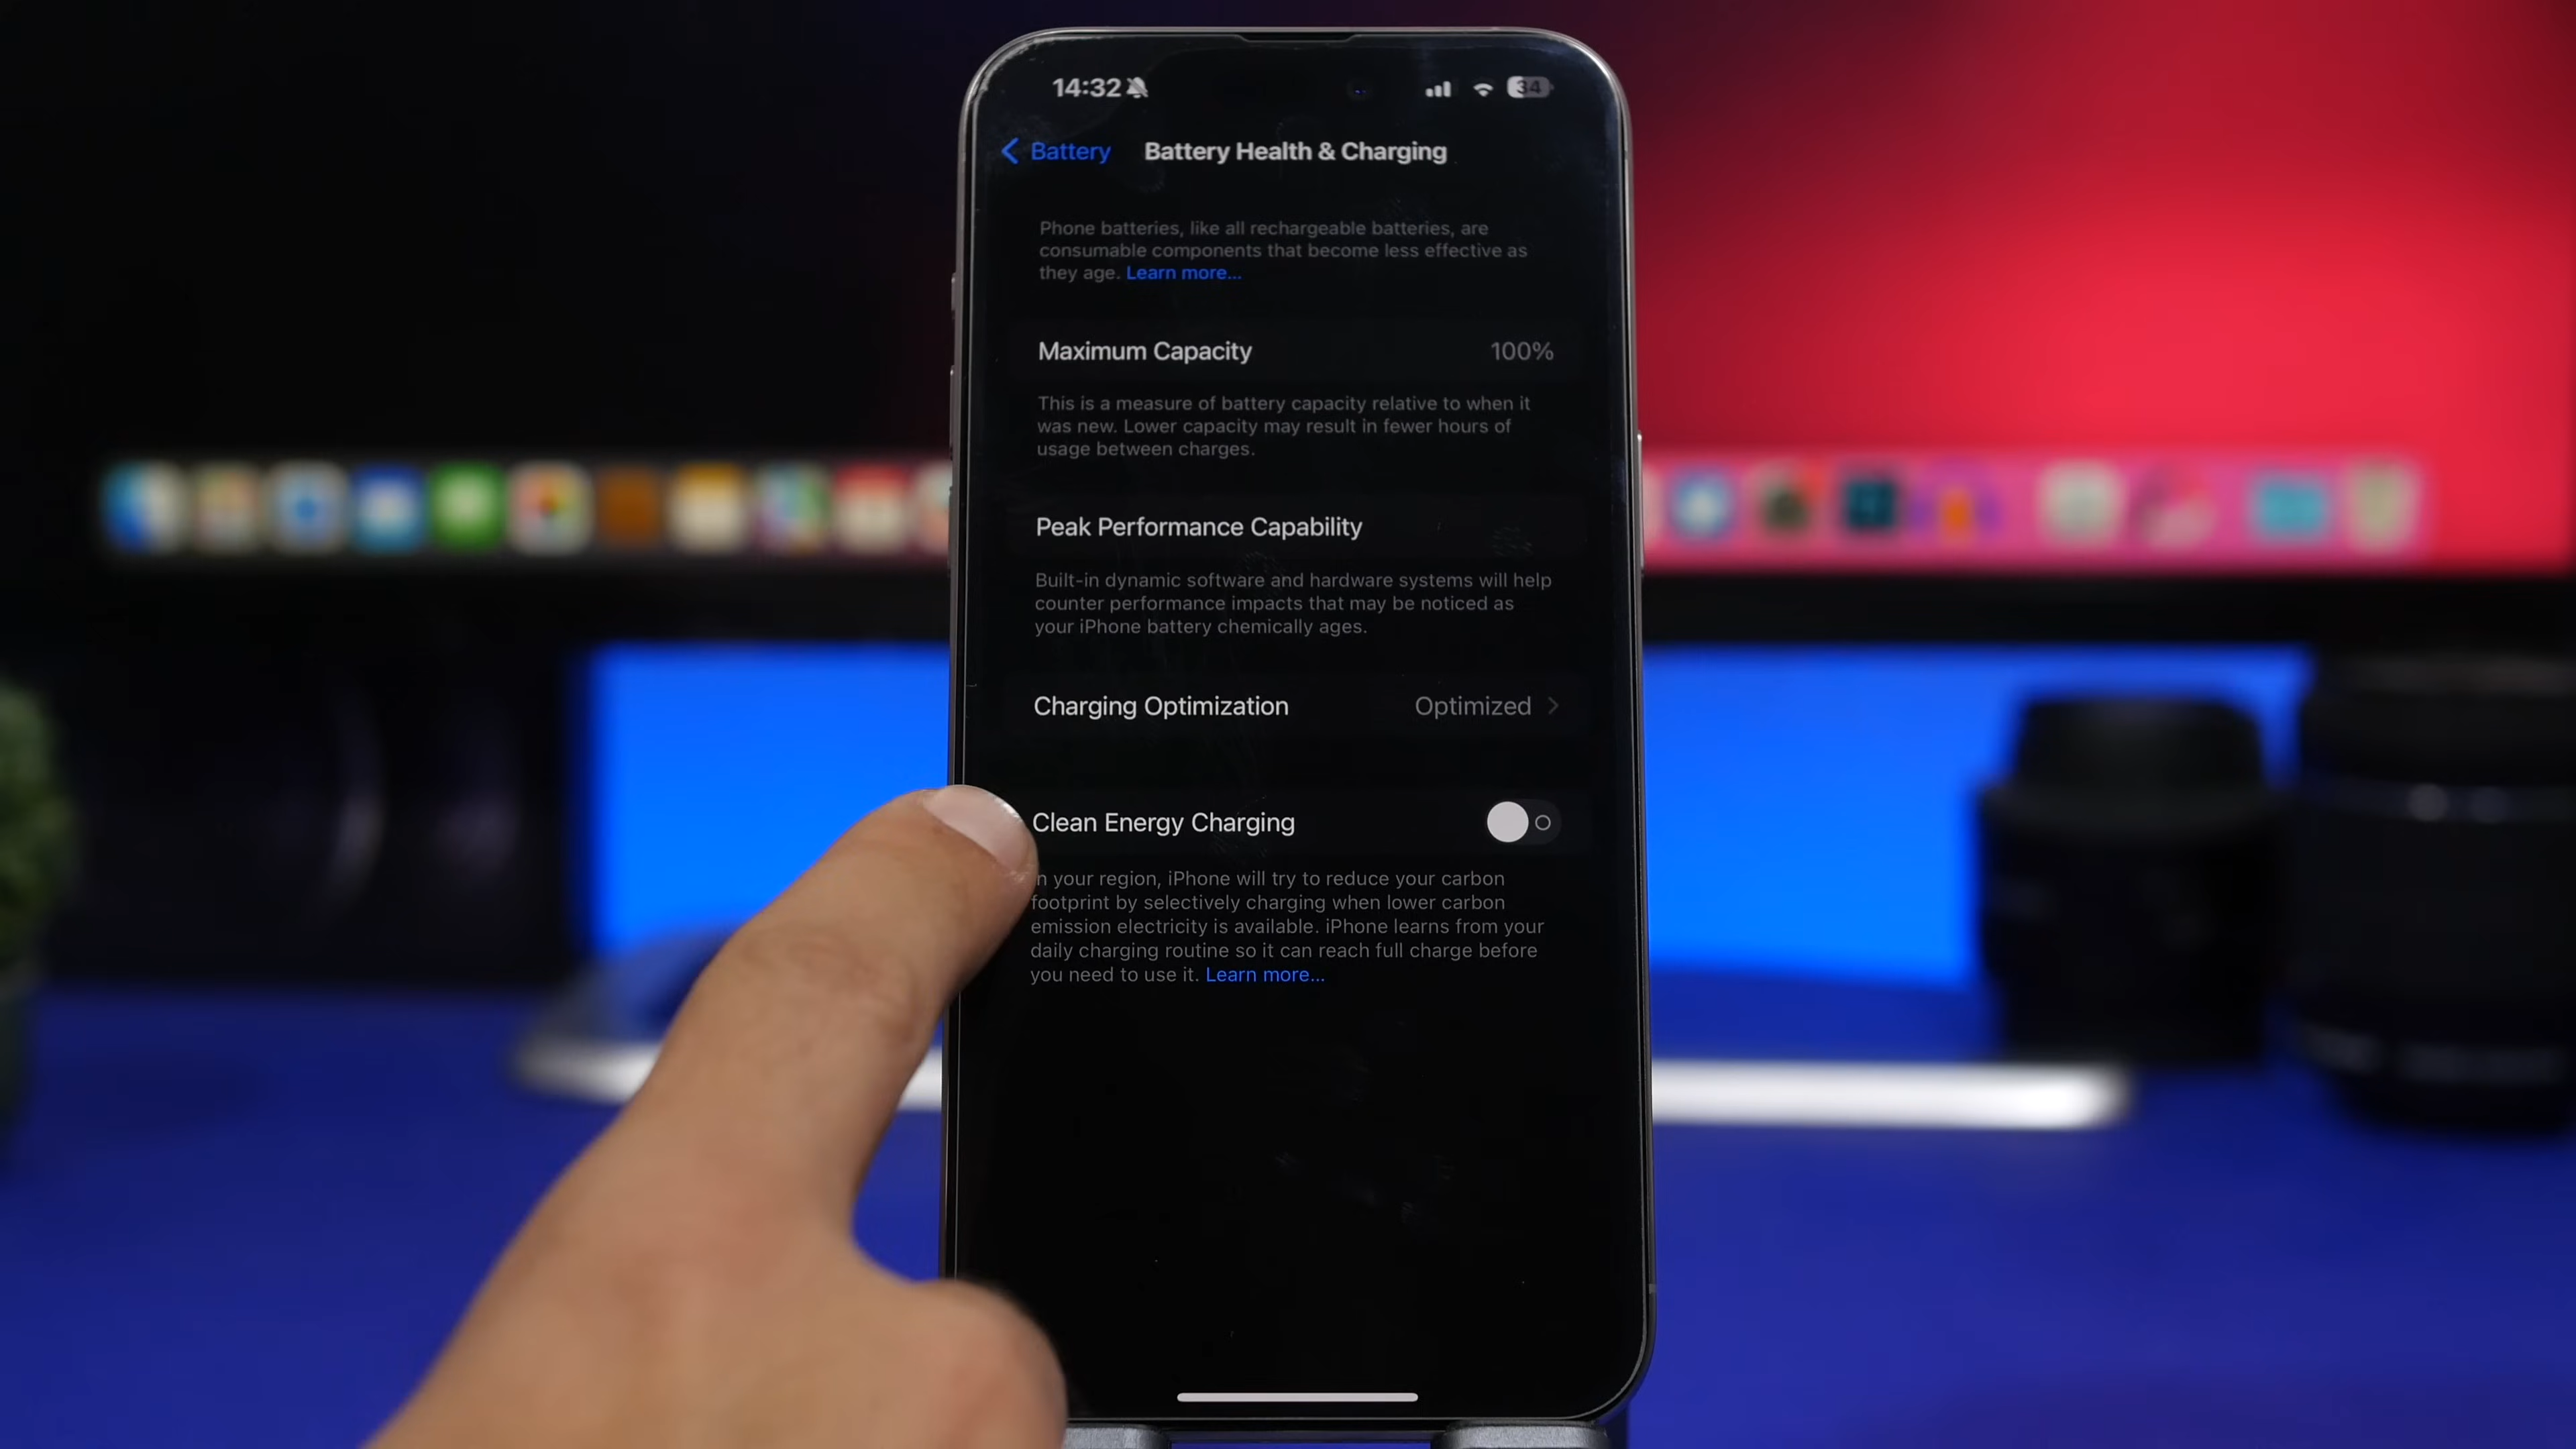 14:32
34
Battery
Battery Health & Charging
Phone batteries, like all rechargeable batteries, are
consumable components that become less effective as
they age. Learn more...
Maximum Capacity 100%
This is a measure of battery capacity relative to when it
was new. Lower capacity may result in fewer hours of
usage between charges.
Peak Performance Capability
Built-in dynamic software and hardware systems will help
counter performance impacts that may be noticed as
your iPhone battery chemically ages.
Charging Optimization Optimized
Clean Energy Charging
n your region, iPhone will try to reduce your carbon
footprint by selectively charging when lower carbon
emission electricity is available. iPhone learns from your
daily charging routine so it can reach full charge before
you need to use it. Learn more...